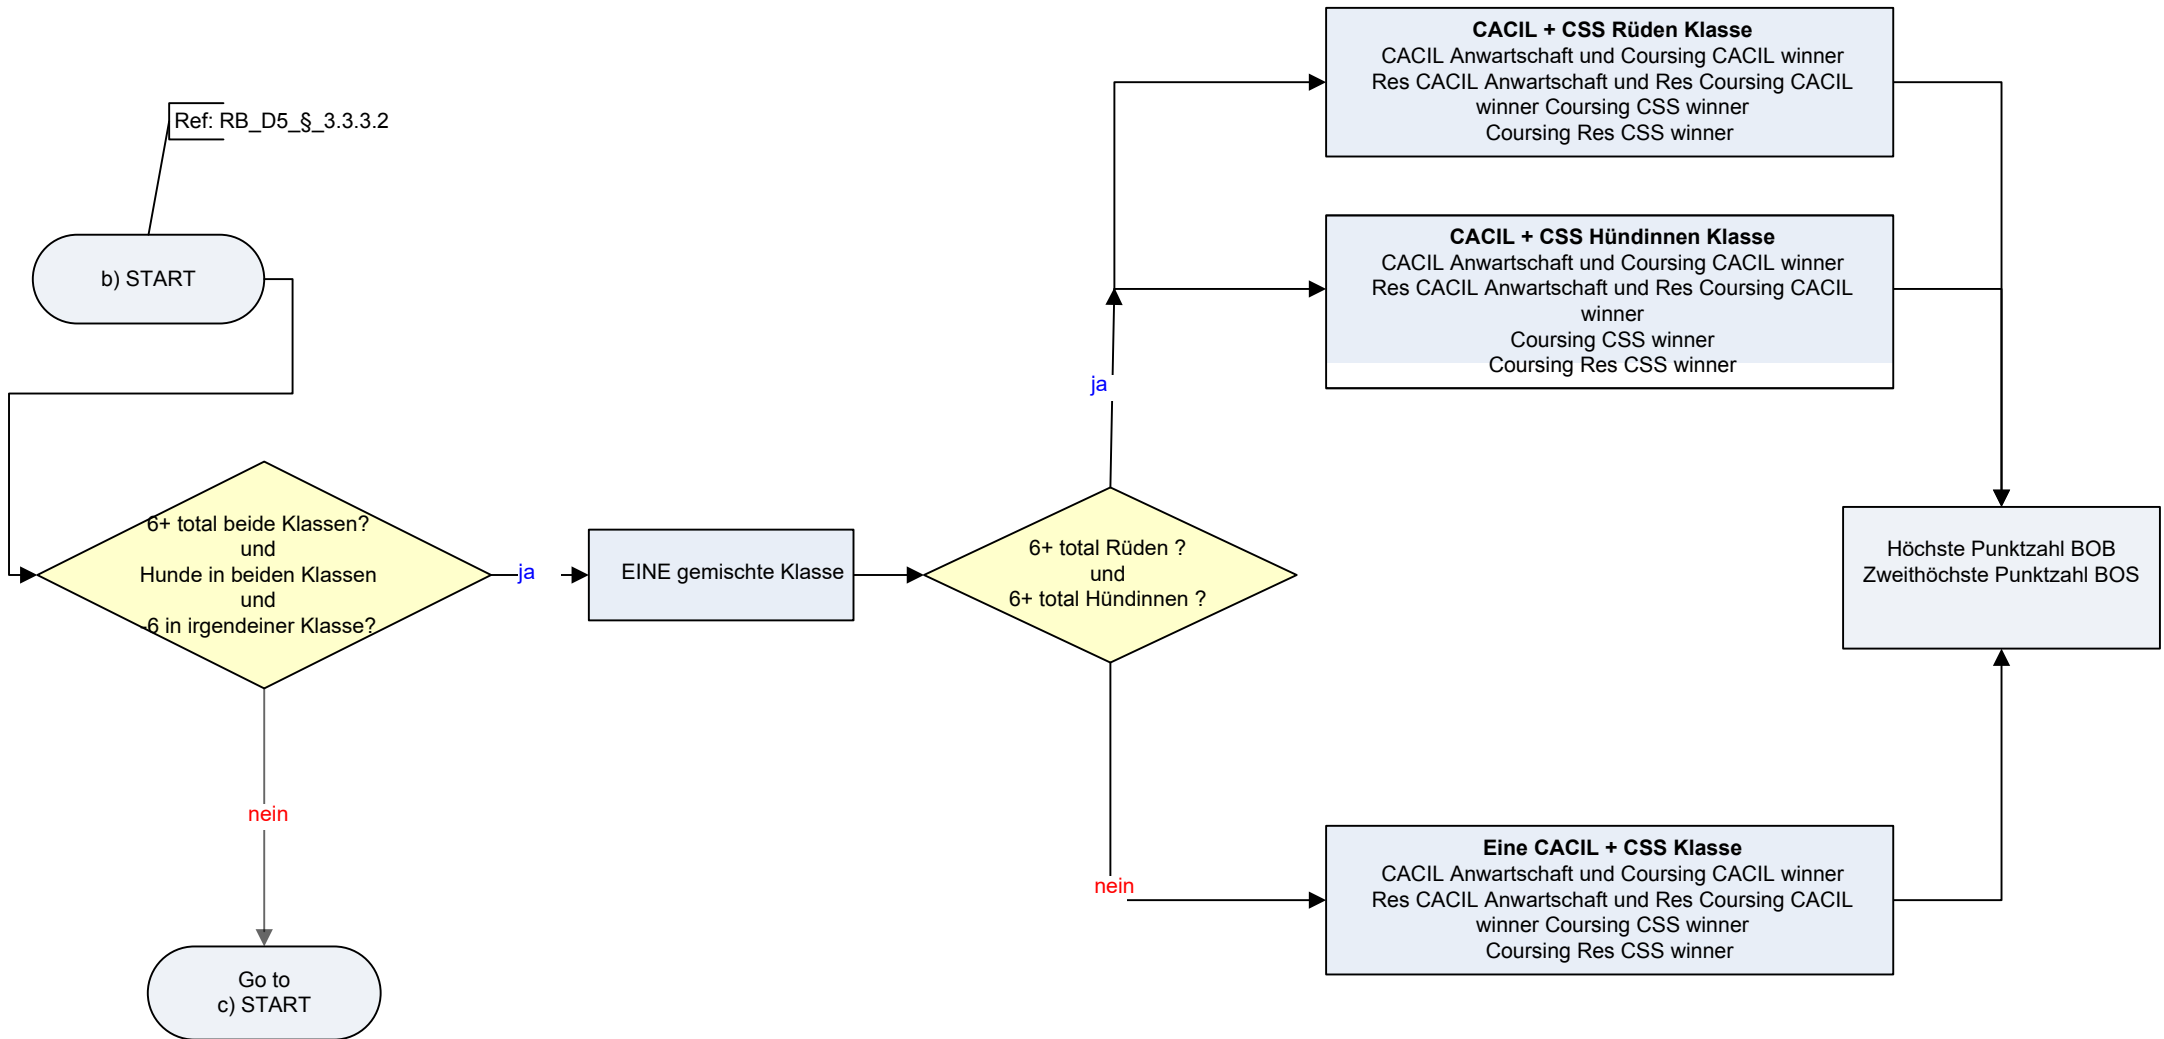 Ref: RB_D5_§_3.3.3.2
b) START
6+ total beide Klassen?
und
Hunde in beiden Klassen
und
-6 in irgendeiner Klasse?
ja
nein
Go to
c) START
EINE gemischte Klasse
6+ total Rüden ?
und
6+ total Hündinnen ?
ja
nein
CACIL + CSS Rüden Klasse
CACIL Anwartschaft und Coursing CACIL winner
Res CACIL Anwartschaft und Res Coursing CACIL
winner Coursing CSS winner
Coursing Res CSS winner
CACIL + CSS Hündinnen Klasse
CACIL Anwartschaft und Coursing CACIL winner
Res CACIL Anwartschaft und Res Coursing CACIL
winner
Coursing CSS winner
Coursing Res CSS winner
Eine CACIL + CSS Klasse
CACIL Anwartschaft und Coursing CACIL winner
Res CACIL Anwartschaft und Res Coursing CACIL
winner Coursing CSS winner
Coursing Res CSS winner
Höchste Punktzahl BOB
Zweithöchste Punktzahl BOS